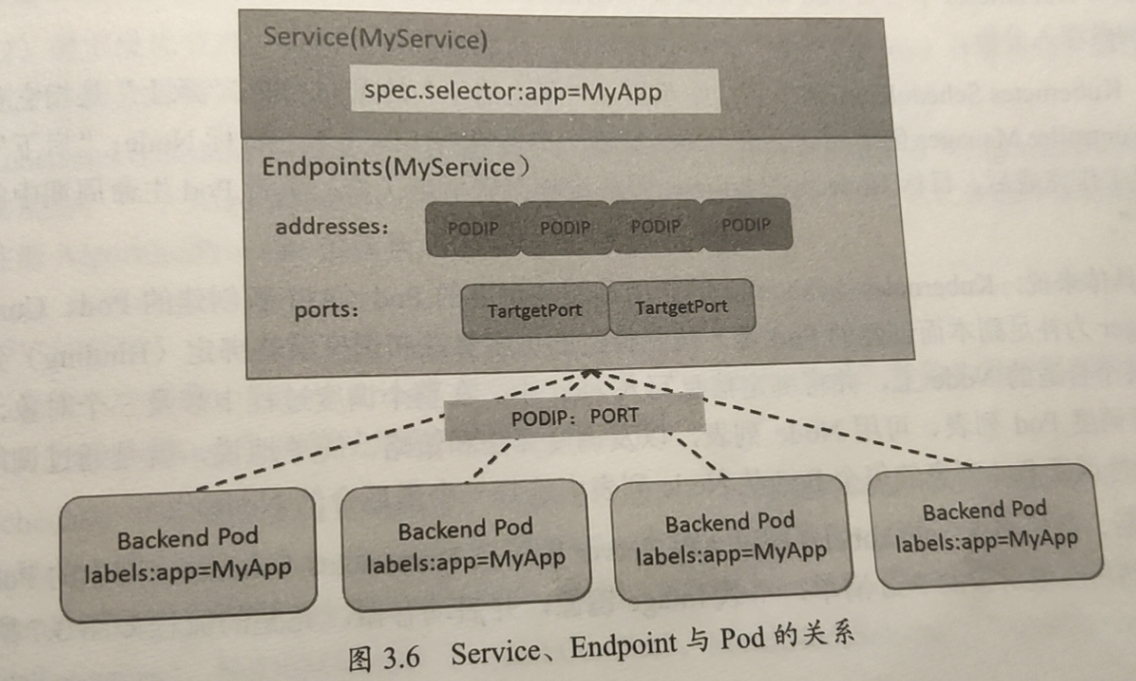 Service(MyService)
spec.selector:app=MyApp
Endpoints(MyService）
addresses：
PODIP PODIP PODIP PODIP
ports：
TartgetPort TartgetPort
PODIP：PORT
Backend Pod
labels:app=MyApp
Backend Pod
labels:app=MyApp
Backend Pod
labels:app=MyApp
Backend Pod
labels:app=MyApp
图 3.6 Service、Endpoint 与 Pod 的关系